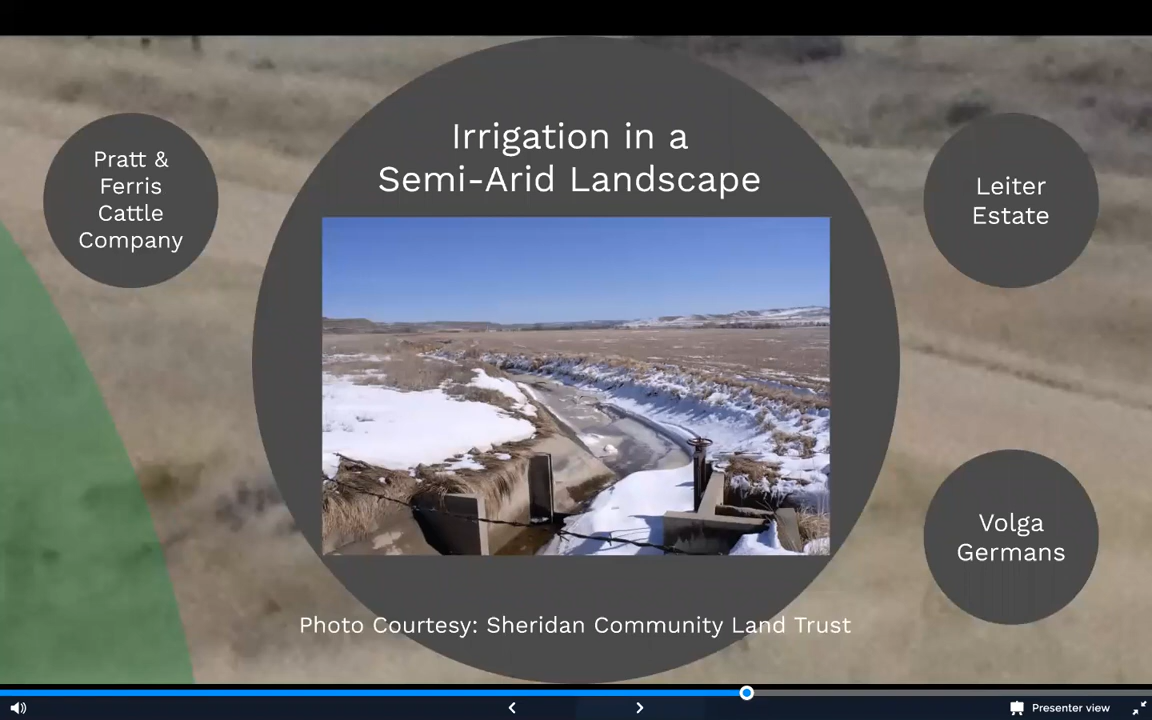 Irrigation in a
Semi-Arid Landscape
Pratt &
Ferris
Cattle
Company
Leiter
Estate
Volga
Germans
Photo Courtesy: Sheridan Community Land Trust
Presenter view